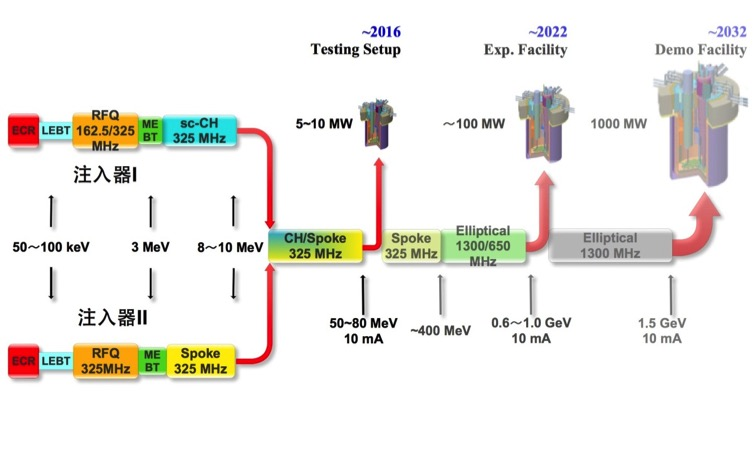 ~2016
Testing Setup
~2022
Exp. Facility
~2032
Demo Facility
5~10 MW
～100 MW
1000 MW
ECR
LEBT
RFQ
162.5/325
MHz
ME
BT
sc-CH
325 MHz
注入器I
50～100 keV
3 MeV
8～10 MeV
CH/Spoke
325 MHz
Spoke
325 MHz
Elliptical
1300/650
MHz
Elliptical
1300 MHz
注入器II
50~80 MeV
10 mA
~400 MeV
0.6～1.0 GeV
10 mA
1.5 GeV
10 mA
ECR
LEBT
RFQ
325MHz
ME
BT
Spoke
325 MHz